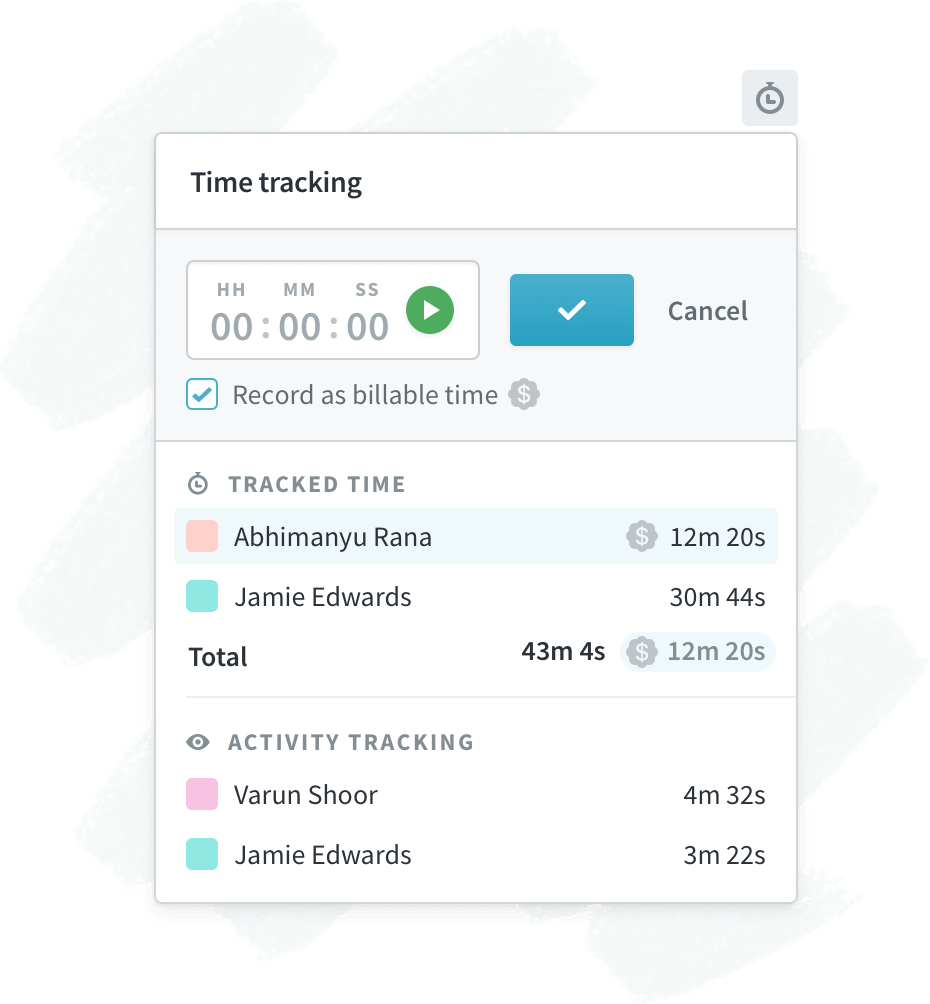 Time tracking
HH MM SS
00 : 00 : 00
Cancel
Record as billable time $
TRACKED TIME
Abhimanyu Rana $ 12m 20s
Jamie Edwards 30m 44s
Total 43m 4s $ 12m 20s
ACTIVITY TRACKING
Varun Shoor 4m 32s
Jamie Edwards 3m 22s